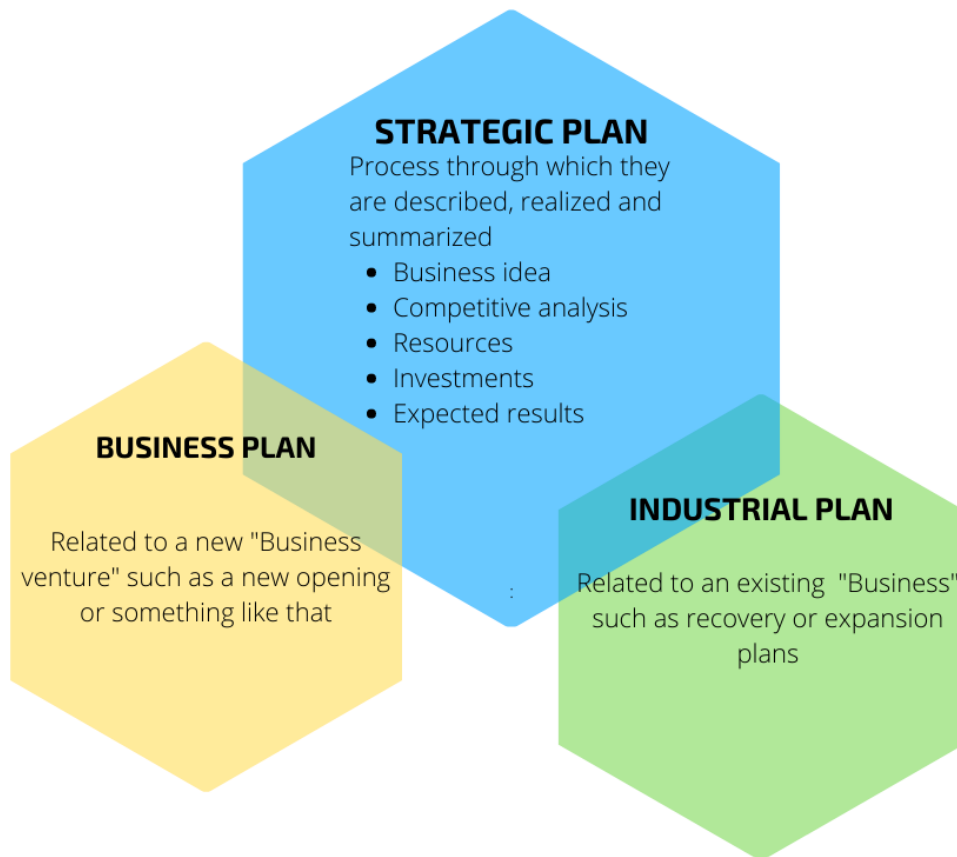 STRATEGIC PLAN
Process through which they
are described, realized and
summarized
• Business idea
• Competitive analysis
• Resources
• Investments
• Expected results
BUSINESS PLAN
Related to a new "Business
venture" such as a new opening
or something like that
:
INDUSTRIAL PLAN
Related to an existing "Business"
such as recovery or expansion
plans